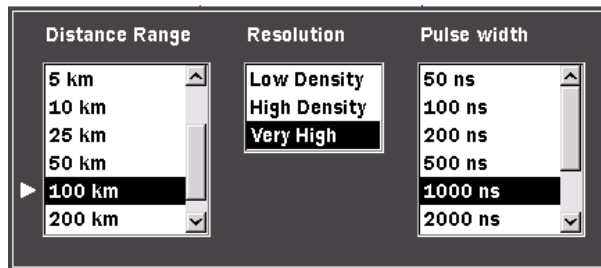 Distance Range
5 km
10 km
25 km
50 km
100 km
200 km
Resolution
Low Density
High Density
Very High
Pulse width
50 ns
100 ns
200 ns
500 ns
1000 ns
2000 ns